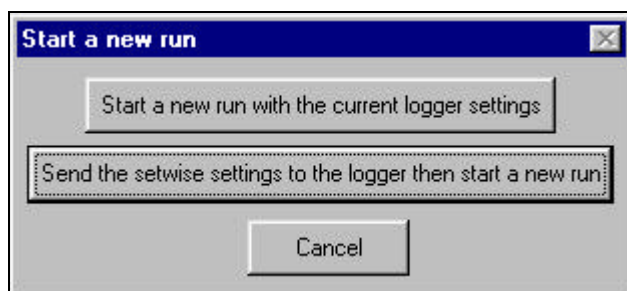 Start a new run
Start a new run with the current logger settings
Send the setwise settings to the logger then start a new run
Cancel